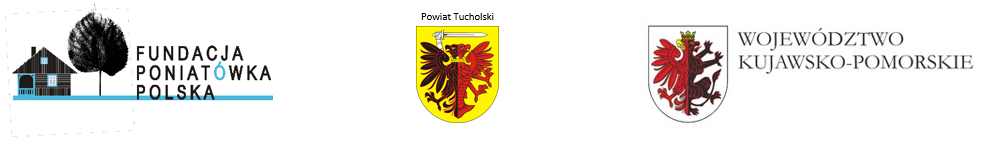 FUNDACJA
PONIATÓWKA
POLSKA
Powiat Tucholski
WOJEWÓDZTWO
KUJAWSKO-POMORSKIE